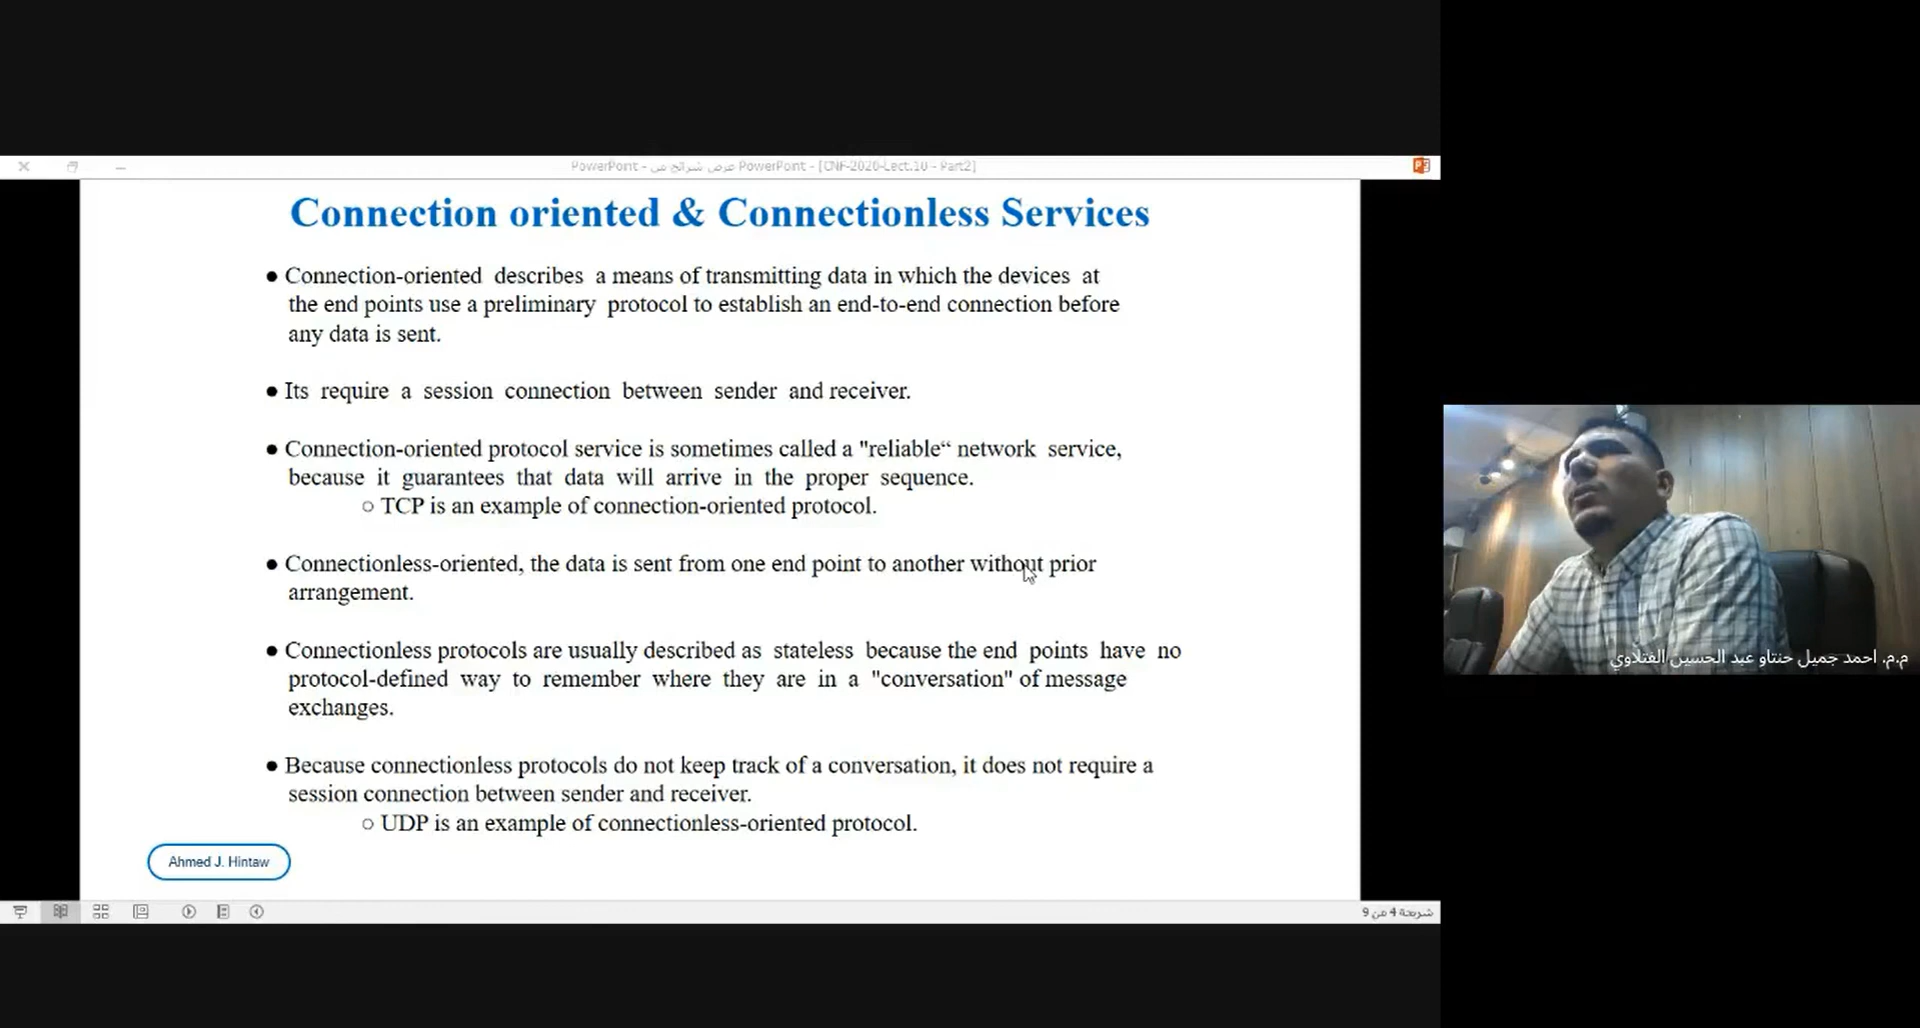 PowerPoint - عرض شرائح من PowerPoint - [CNF-2020-Lect.10 - Part2]
Connection oriented & Connectionless Services
● Connection-oriented describes a means of transmitting data in which the devices at
the end points use a preliminary protocol to establish an end-to-end connection before
any data is sent.
● Its require a session connection between sender and receiver.
● Connection-oriented protocol service is sometimes called a "reliable“ network service,
because it guarantees that data will arrive in the proper sequence.
○ TCP is an example of connection-oriented protocol.
● Connectionless-oriented, the data is sent from one end point to another without prior
arrangement.
● Connectionless protocols are usually described as stateless because the end points have no
protocol-defined way to remember where they are in a "conversation" of message
exchanges.
● Because connectionless protocols do not keep track of a conversation, it does not require a
session connection between sender and receiver.
○ UDP is an example of connectionless-oriented protocol.
Ahmed J. Hintaw
شريحة 4 من 9
م.م. احمد جميل حنتاو عبد الحسين الفتلاوي